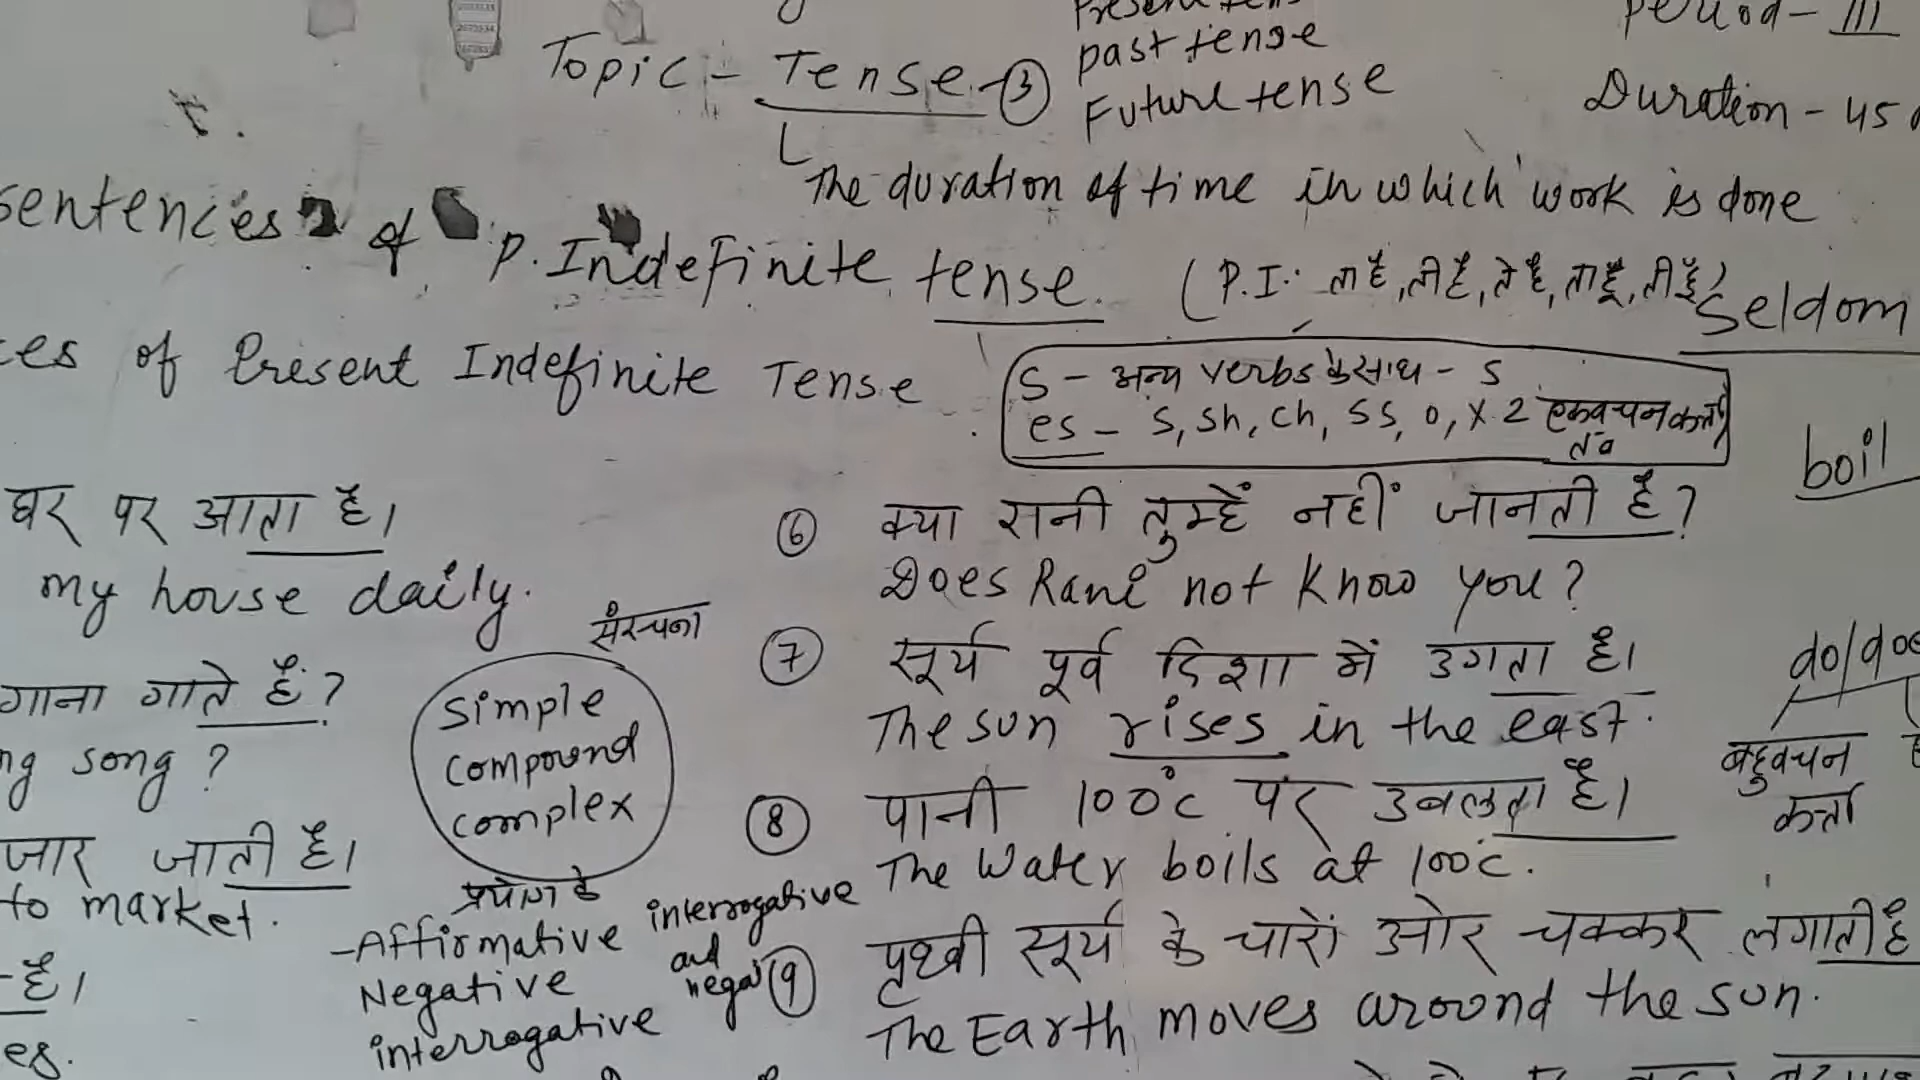 Topic - Tense - ③
Present tens
past tense
Future tense
Period - III
Duration - 45
The duration of time in which work is done
sentences of P. Indefinite tense.
(P.I. ता है, ती है, ते हैं, ता हूँ, ती हूँ)
Seldom
ces of Present Indefinite Tense
S - अन्य verbs के साथ - S
es - s, sh, ch, ss, o, x z एकवचन कर्ता
boil
घर पर आता है।
my house daily.
गाना गाते हैं?
ng song?
जार जाती है।
to market.
है।
es.
संरचना
Simple
compound
complex
प्रयोग के
-Affirmative
Negative
interrogative
interrogative
and
nega
⑥ क्या रानी तुम्हें नहीं जानती है?
Does Rani not know you?
⑦ सूर्य पूर्व दिशा में उगता है।
The sun rises in the east.
⑧ पानी 100°c पर उबलता है।
The Water boils at 100°c.
⑨ पृथ्वी सूर्य के चारों ओर चक्कर लगाती है
The Earth moves around the sun.
do/doe
बहुवचन
कर्ता